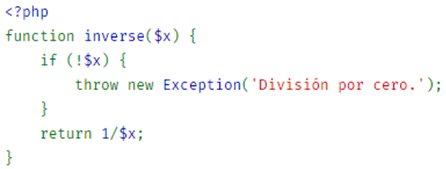 <?php
function inverse($x) {
    if (!$x) {
        throw new Exception('División por cero.');
    }
    return 1/$x;
}